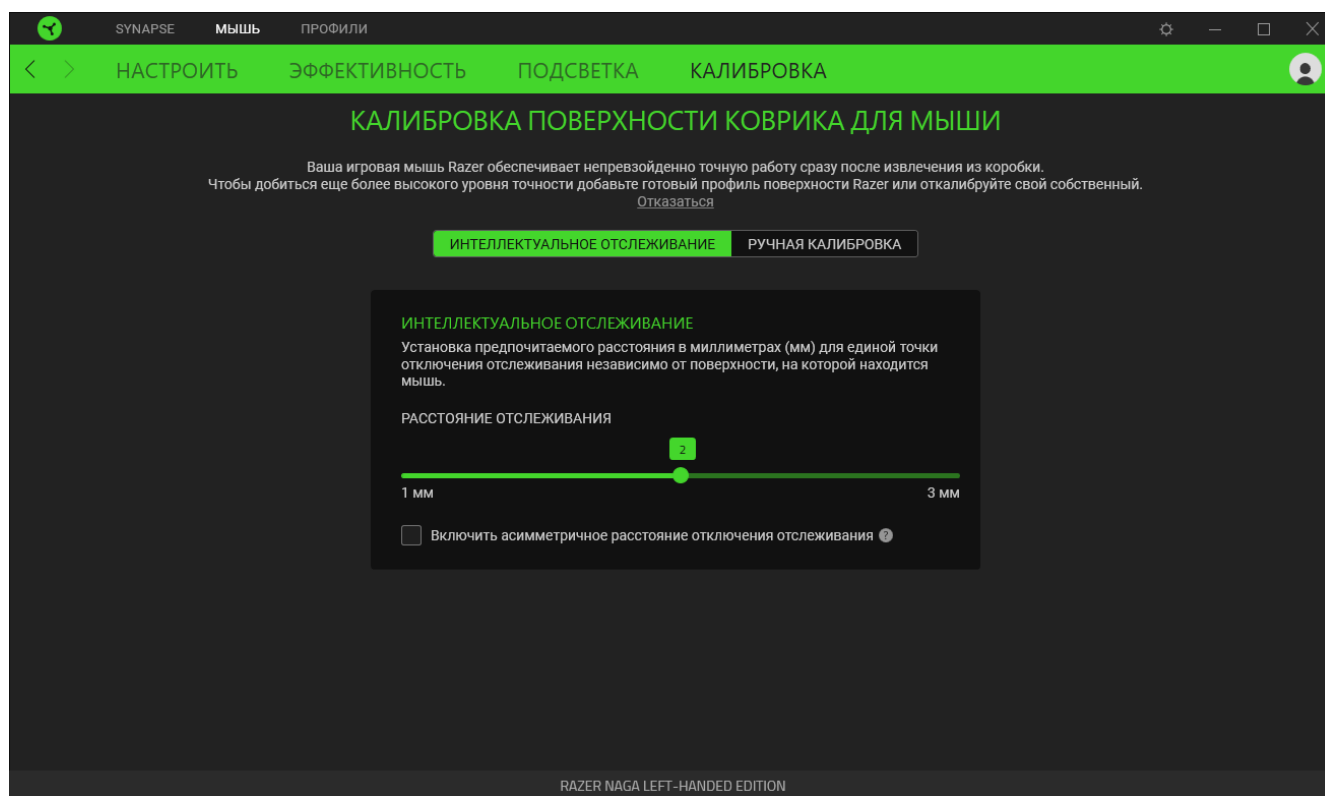 SYNAPSE МЫШЬ ПРОФИЛИ
НАСТРОИТЬ ЭФФЕКТИВНОСТЬ ПОДСВЕТКА КАЛИБРОВКА
КАЛИБРОВКА ПОВЕРХНОСТИ КОВРИКА ДЛЯ МЫШИ
Ваша игровая мышь Razer обеспечивает непревзойденно точную работу сразу после извлечения из коробки.
Чтобы добиться еще более высокого уровня точности добавьте готовый профиль поверхности Razer или откалибруйте свой собственный.
Отказаться
ИНТЕЛЛЕКТУАЛЬНОЕ ОТСЛЕЖИВАНИЕ РУЧНАЯ КАЛИБРОВКА
ИНТЕЛЛЕКТУАЛЬНОЕ ОТСЛЕЖИВАНИЕ
Установка предпочитаемого расстояния в миллиметрах (мм) для единой точки
отключения отслеживания независимо от поверхности, на которой находится
мышь.
РАССТОЯНИЕ ОТСЛЕЖИВАНИЯ
2
1 мм 3 мм
Включить асимметричное расстояние отключения отслеживания ?
RAZER NAGA LEFT-HANDED EDITION